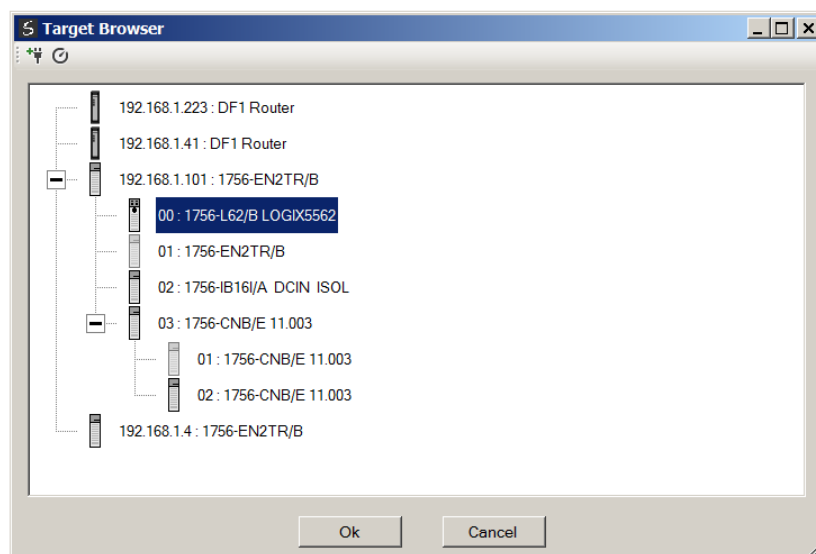 Target Browser
192.168.1.223 : DF1 Router
192.168.1.41 : DF1 Router
192.168.1.101 : 1756-EN2TR/B
00 : 1756-L62/B LOGIX5562
01 : 1756-EN2TR/B
02 : 1756-IB16I/A DCIN ISOL
03 : 1756-CNB/E 11.003
01 : 1756-CNB/E 11.003
02 : 1756-CNB/E 11.003
192.168.1.4 : 1756-EN2TR/B
Ok Cancel